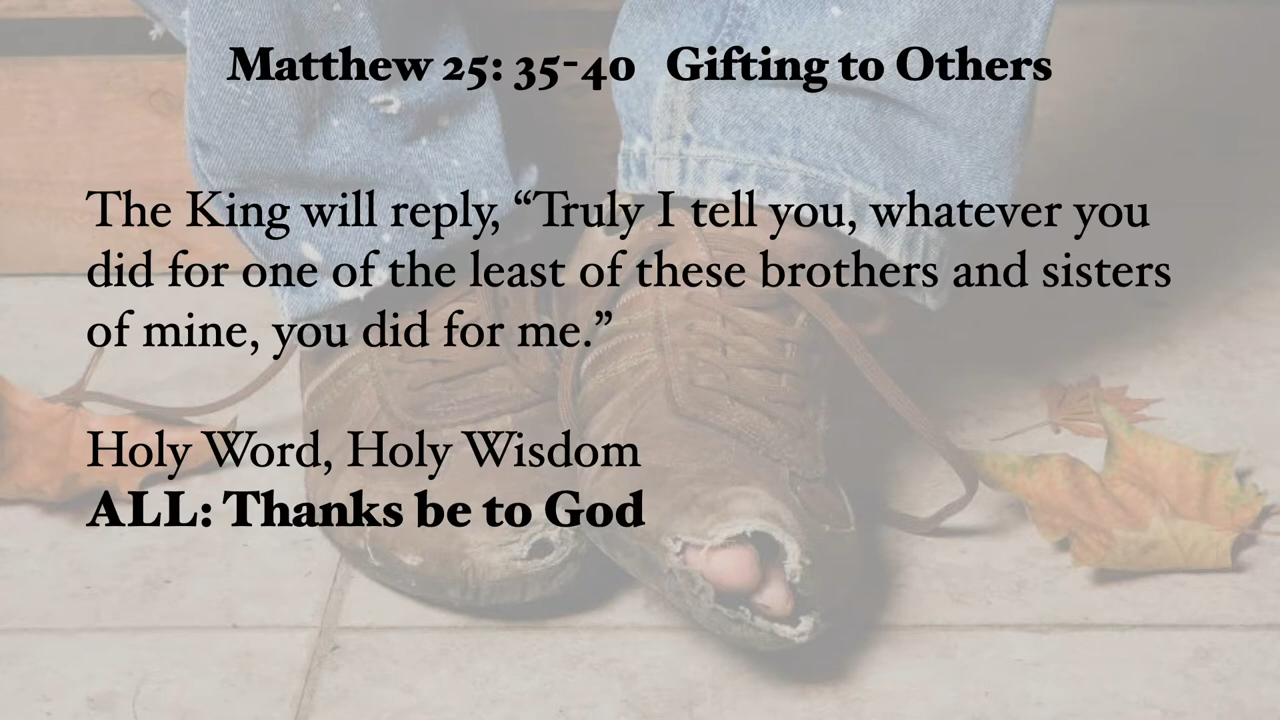 Matthew 25: 35-40 Gifting to Others
The King will reply, “Truly I tell you, whatever you
did for one of the least of these brothers and sisters
of mine, you did for me.”
Holy Word, Holy Wisdom
ALL: Thanks be to God